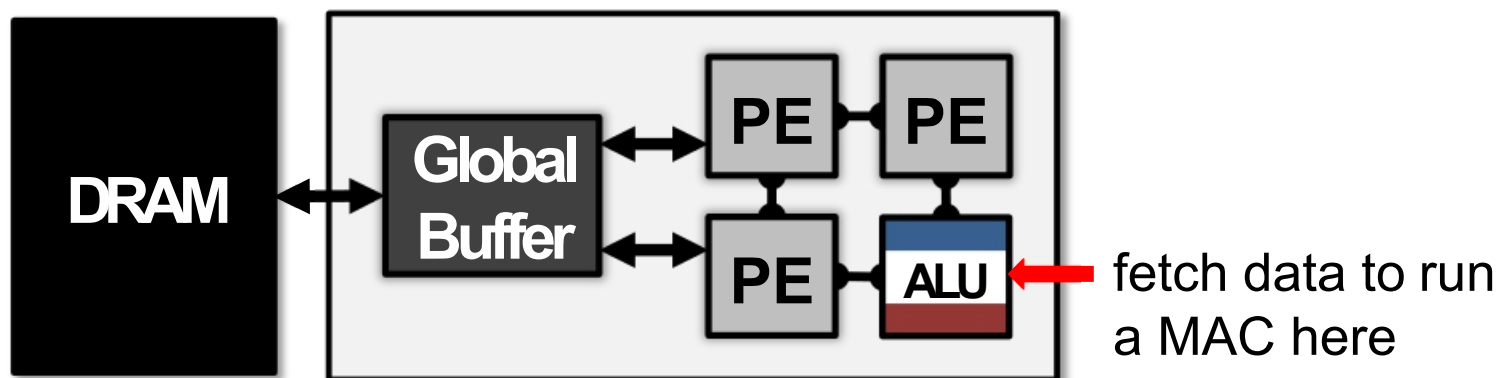 DRAM
Global
Buffer
PE
PE
PE
ALU
fetch data to run
a MAC here